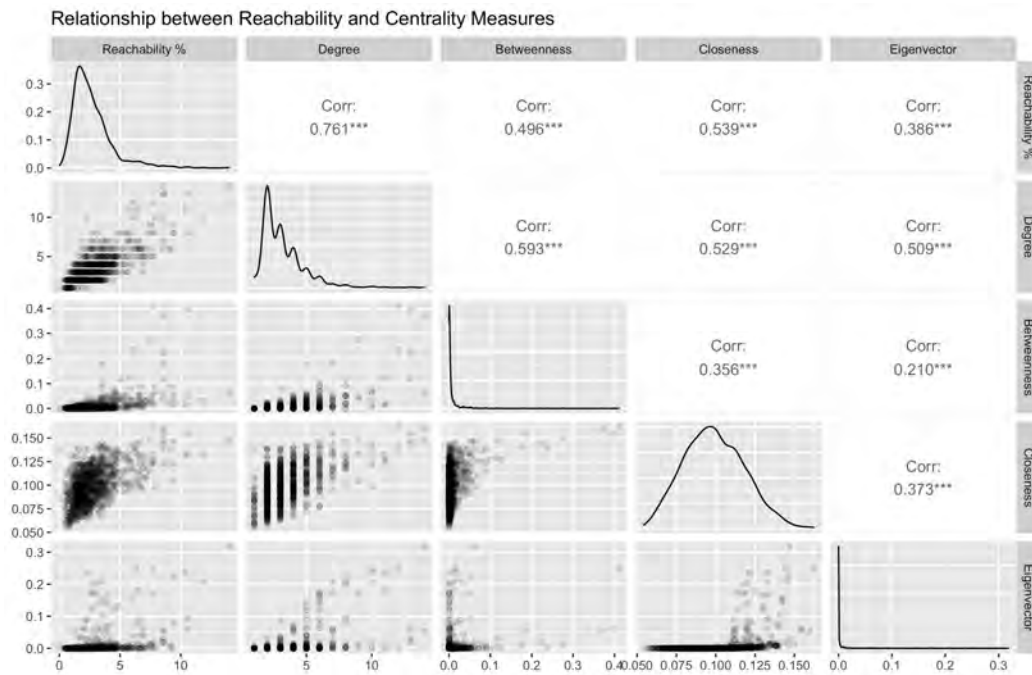 Relationship between Reachability and Centrality Measures
Reachability % Degree Betweenness Closeness Eigenvector
0.3
0.2
0.1
0.0
Corr:
0.761***
Corr:
0.496***
Corr:
0.539***
Corr:
0.386***
Reachability %
10
5
Corr:
0.593***
Corr:
0.529***
Corr:
0.509***
Degree
0.4
0.3
0.2
0.1
0.0
Corr:
0.356***
Corr:
0.210***
Betweenness
0.150
0.125
0.100
0.075
0.050
Corr:
0.373***
Closeness
0.3
0.2
0.1
0.0
Eigenvector
0 5 10 5 10 0.0 0.1 0.2 0.3 0.4 0.050 0.075 0.100 0.125 0.150 0.0 0.1 0.2 0.3